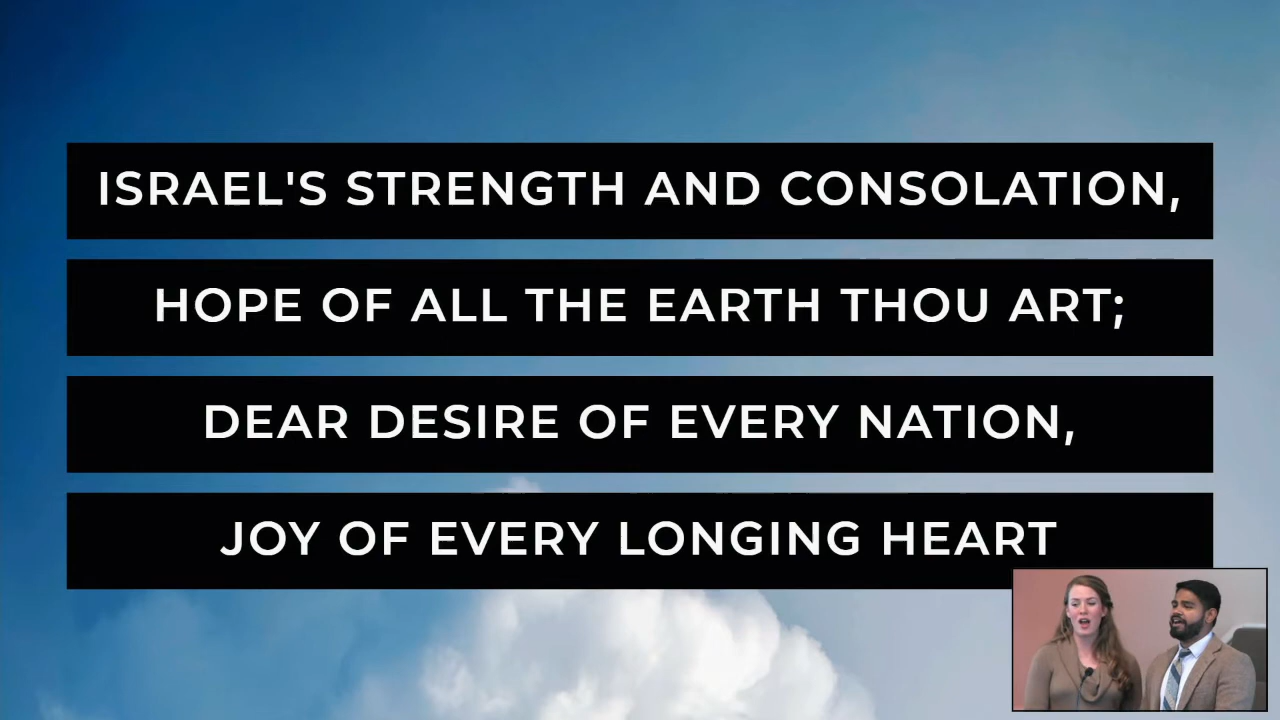 ISRAEL'S STRENGTH AND CONSOLATION,
HOPE OF ALL THE EARTH THOU ART;
DEAR DESIRE OF EVERY NATION,
JOY OF EVERY LONGING HEART